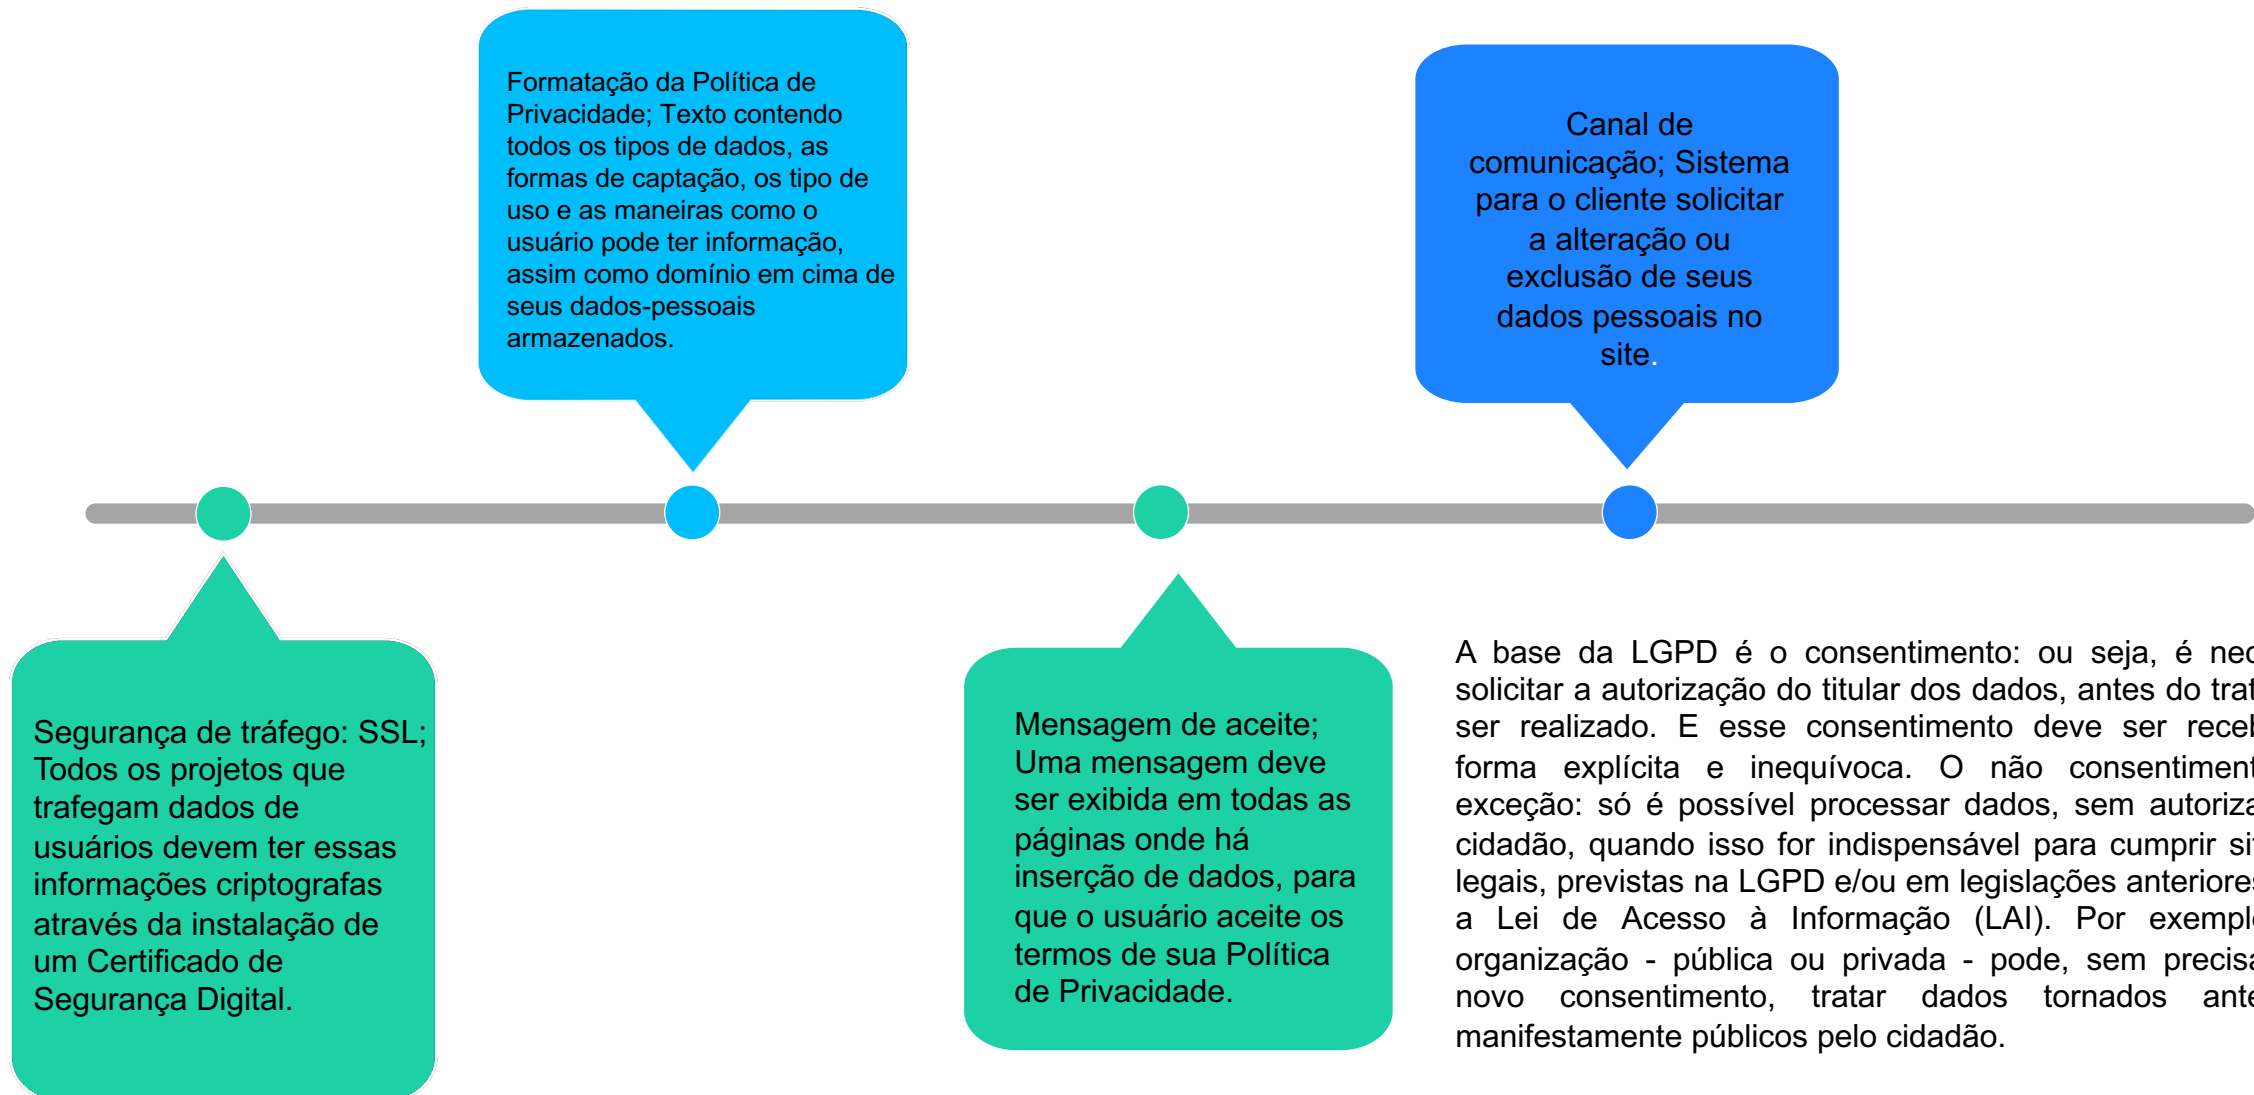 Formatação da Política de
Privacidade; Texto contendo
todos os tipos de dados, as
formas de captação, os tipo de
uso e as maneiras como o
usuário pode ter informação,
assim como domínio em cima de
seus dados-pessoais
armazenados.
Canal de
comunicação; Sistema
para o cliente solicitar
a alteração ou
exclusão de seus
dados pessoais no
site.
Segurança de tráfego: SSL;
Todos os projetos que
trafegam dados de
usuários devem ter essas
informações criptografas
através da instalação de
um Certificado de
Segurança Digital.
Mensagem de aceite;
Uma mensagem deve
ser exibida em todas as
páginas onde há
inserção de dados, para
que o usuário aceite os
termos de sua Política
de Privacidade.
A base da LGPD é o consentimento: ou seja, é
solicitar a autorização do titular dos dados, antes do
ser realizado. E esse consentimento deve ser
forma explícita e inequívoca. O não
exceção: só é possível processar dados, sem
cidadão, quando isso for indispensável para cumprir
legais, previstas na LGPD e/ou em legislações
a Lei de Acesso à Informação (LAI). Por
organização - pública ou privada - pode, sem
novo consentimento, tratar dados tornados
manifestamente públicos pelo cidadão.